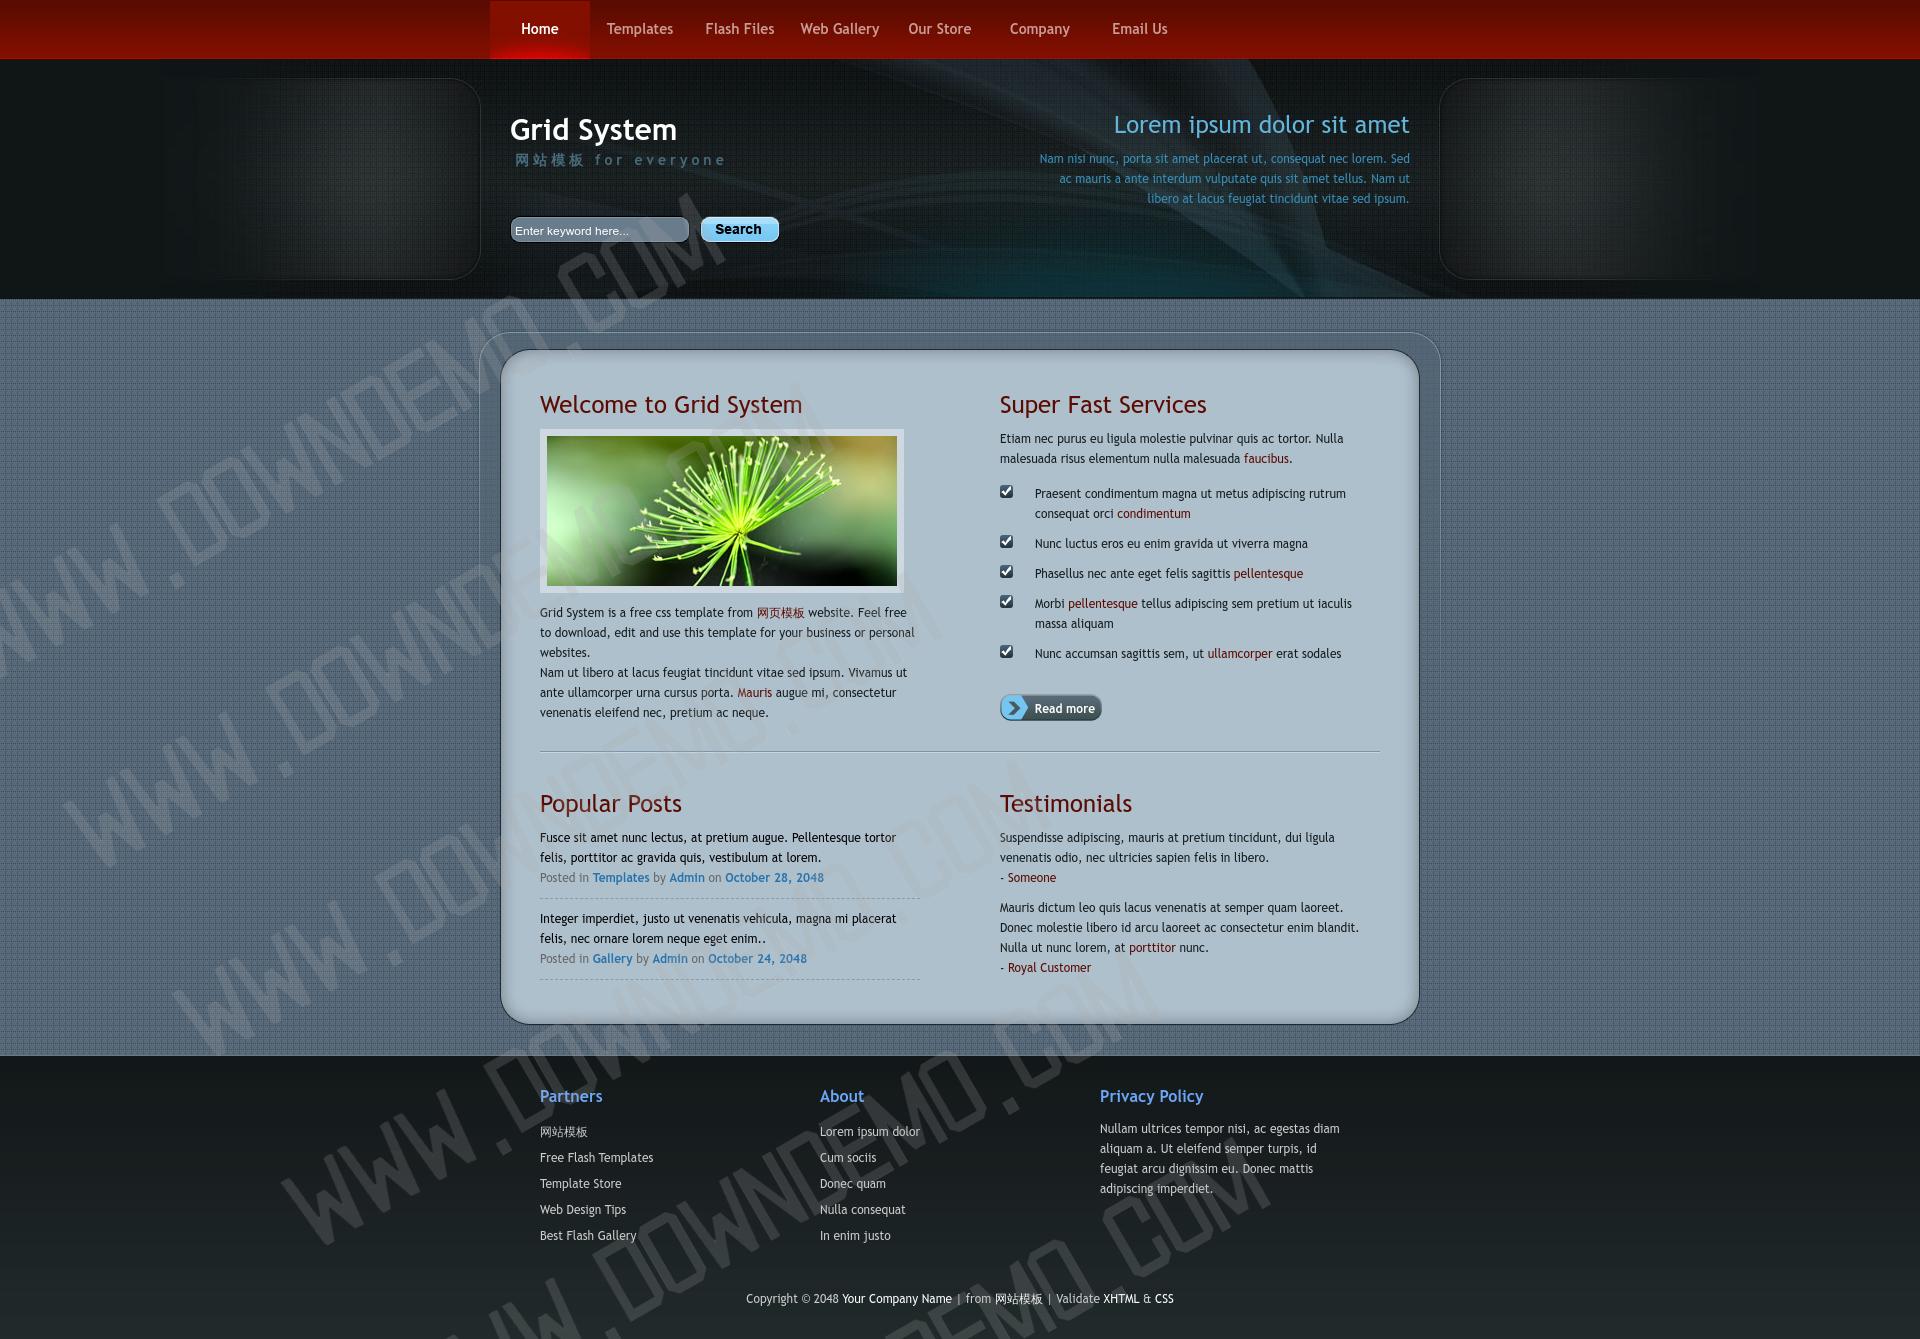 Home Templates Flash Files Web Gallery Our Store Company Email Us
Grid System
网站模板 for everyone
Enter keyword here... Search
Lorem ipsum dolor sit amet
Nam nisi nunc, porta sit amet placerat ut, consequat nec lorem. Sed
ac mauris a ante interdum vulputate quis sit amet tellus. Nam ut
libero at lacus feugiat tincidunt vitae sed ipsum.
Welcome to Grid System
Grid System is a free css template from 网页模板 website. Feel free
to download, edit and use this template for your business or personal
websites.
Nam ut libero at lacus feugiat tincidunt vitae sed ipsum. Vivamus ut
ante ullamcorper urna cursus porta. Mauris augue mi, consectetur
venenatis eleifend nec, pretium ac neque.
Super Fast Services
Etiam nec purus eu ligula molestie pulvinar quis ac tortor. Nulla
malesuada risus elementum nulla malesuada faucibus.
Praesent condimentum magna ut metus adipiscing rutrum
consequat orci condimentum
Nunc luctus eros eu enim gravida ut viverra magna
Phasellus nec ante eget felis sagittis pellentesque
Morbi pellentesque tellus adipiscing sem pretium ut iaculis
massa aliquam
Nunc accumsan sagittis sem, ut ullamcorper erat sodales
Read more
Popular Posts
Fusce sit amet nunc lectus, at pretium augue. Pellentesque tortor
felis, porttitor ac gravida quis, vestibulum at lorem.
Posted in Templates by Admin on October 28, 2048
Integer imperdiet, justo ut venenatis vehicula, magna mi placerat
felis, nec ornare lorem neque eget enim..
Posted in Gallery by Admin on October 24, 2048
Testimonials
Suspendisse adipiscing, mauris at pretium tincidunt, dui ligula
venenatis odio, nec ultricies sapien felis in libero.
- Someone
Mauris dictum leo quis lacus venenatis at semper quam laoreet.
Donec molestie libero id arcu laoreet ac consectetur enim blandit.
Nulla ut nunc lorem, at porttitor nunc.
- Royal Customer
Partners
网站模板
Free Flash Templates
Template Store
Web Design Tips
Best Flash Gallery
About
Lorem ipsum dolor
Cum sociis
Donec quam
Nulla consequat
In enim justo
Privacy Policy
Nullam ultrices tempor nisi, ac egestas diam
aliquam a. Ut eleifend semper turpis, id
feugiat arcu dignissim eu. Donec mattis
adipiscing imperdiet.
Copyright © 2048 Your Company Name | from 网站模板 | Validate XHTML & CSS
WWW.DOWNDEMO.COM
WWW.DOWNDEMO.COM
WWW.DOWNDEMO.COM
WWW.DOWNDEMO.COM
WWW.DOWNDEMO.COM
DEMO.COM